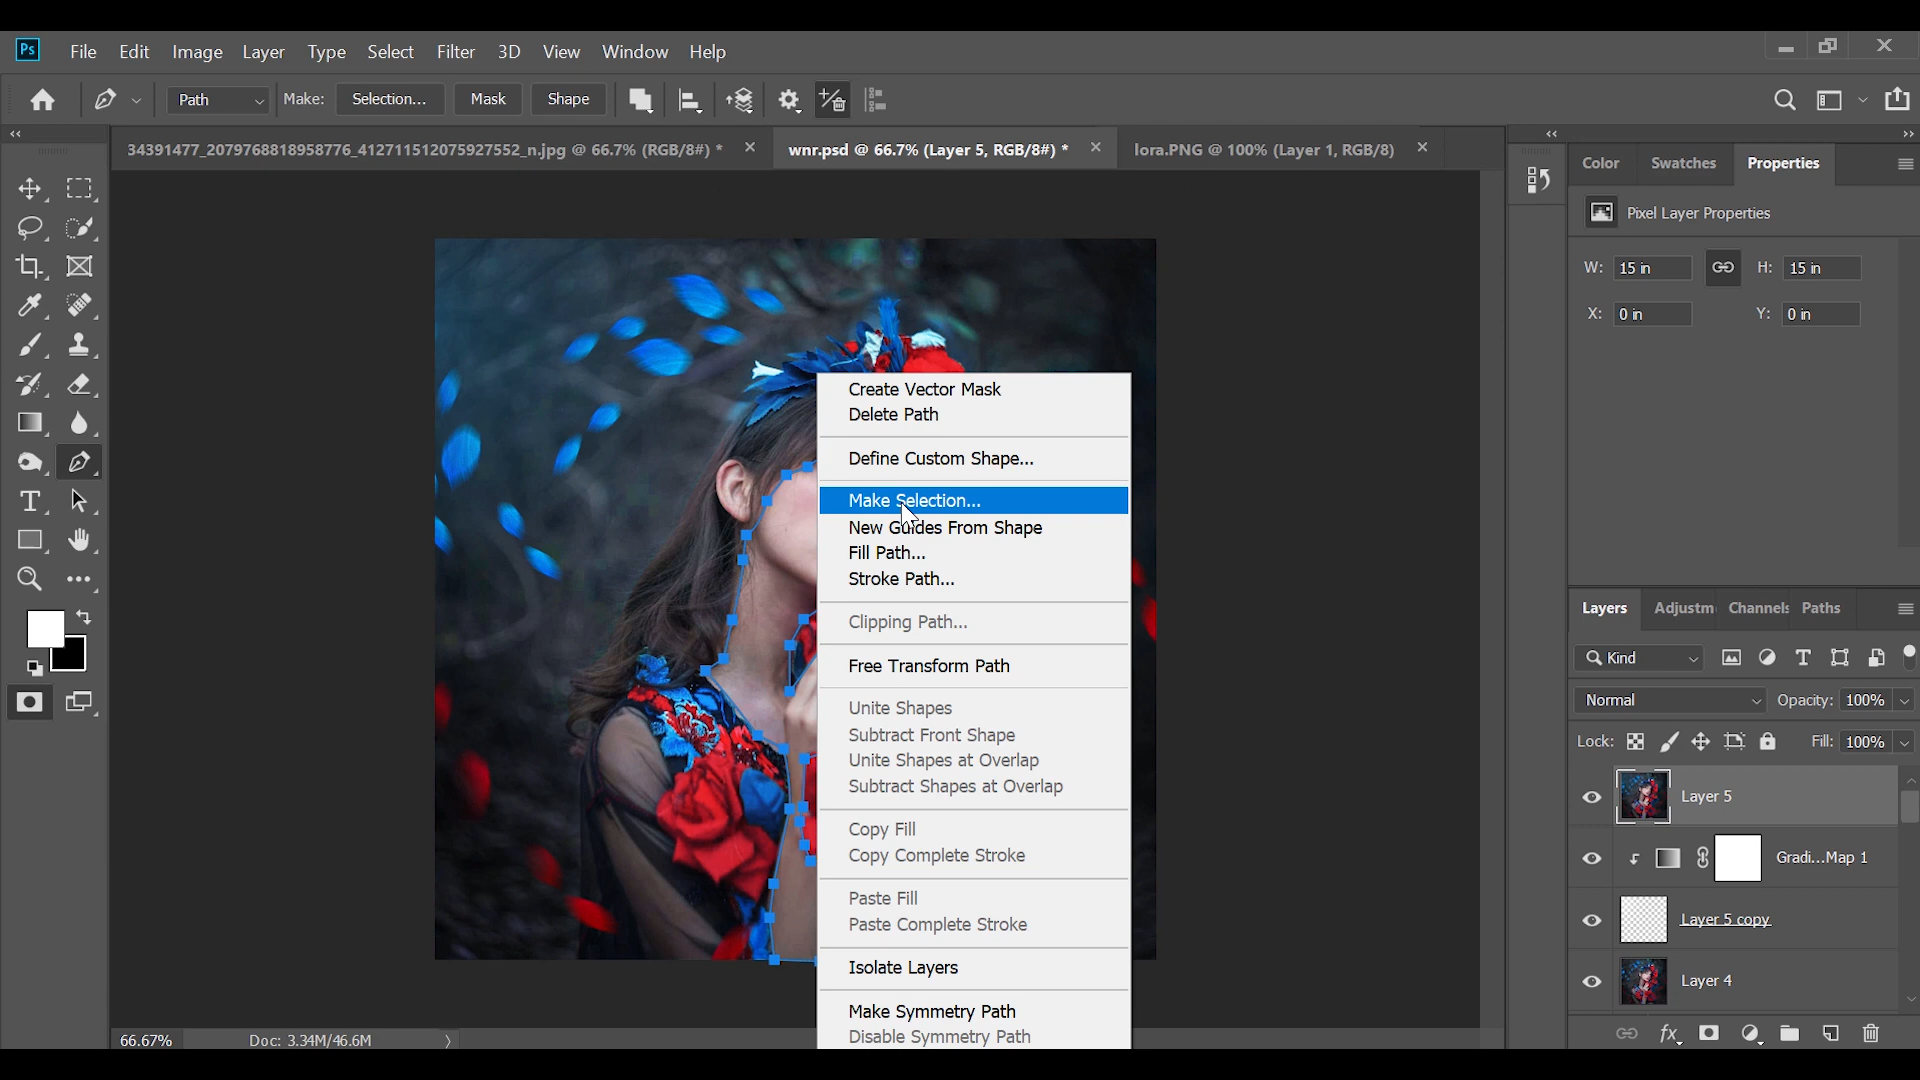 Ps File Edit Image Layer Type Select Filter 3D View Window Help
Path Make: Selection... Mask Shape
34391477_2079768818958776_412711512075927552_n.jpg @ 66.7% (RGB/8#) * wnr.psd @ 66.7% (Layer 5, RGB/8#) * lora.PNG @ 100% (Layer 1, RGB/8)
Color Swatches Properties
Pixel Layer Properties
W: 15 in H: 15 in
X: 0 in Y: 0 in
Create Vector Mask
Delete Path
Define Custom Shape...
Make Selection...
New Guides From Shape
Fill Path...
Stroke Path...
Clipping Path...
Free Transform Path
Unite Shapes
Subtract Front Shape
Unite Shapes at Overlap
Subtract Shapes at Overlap
Copy Fill
Copy Complete Stroke
Paste Fill
Paste Complete Stroke
Isolate Layers
Make Symmetry Path
Disable Symmetry Path
Layers Adjustm Channels Paths
Kind
Normal Opacity: 100%
Lock: Fill: 100%
Layer 5
Gradi...Map 1
Layer 5 copy
Layer 4
66.67% Doc: 3.34M/46.6M